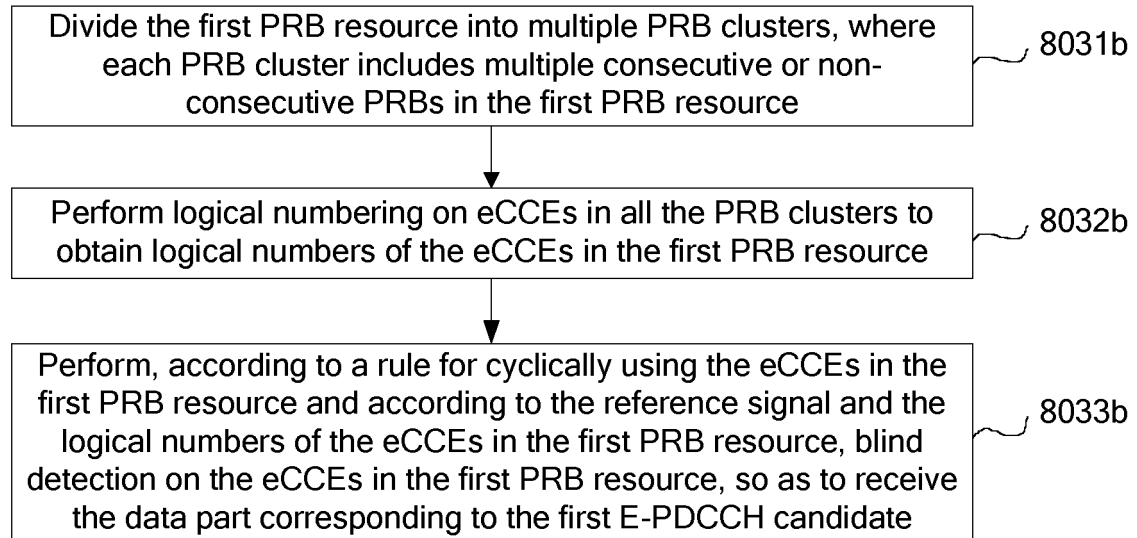 Divide the first PRB resource into multiple PRB clusters, where
each PRB cluster includes multiple consecutive or non-
consecutive PRBs in the first PRB resource
8031b
Perform logical numbering on eCCEs in all the PRB clusters to
obtain logical numbers of the eCCEs in the first PRB resource
8032b
Perform, according to a rule for cyclically using the eCCEs in the
first PRB resource and according to the reference signal and the
logical numbers of the eCCEs in the first PRB resource, blind
detection on the eCCEs in the first PRB resource, so as to receive
the data part corresponding to the first E-PDCCH candidate
8033b